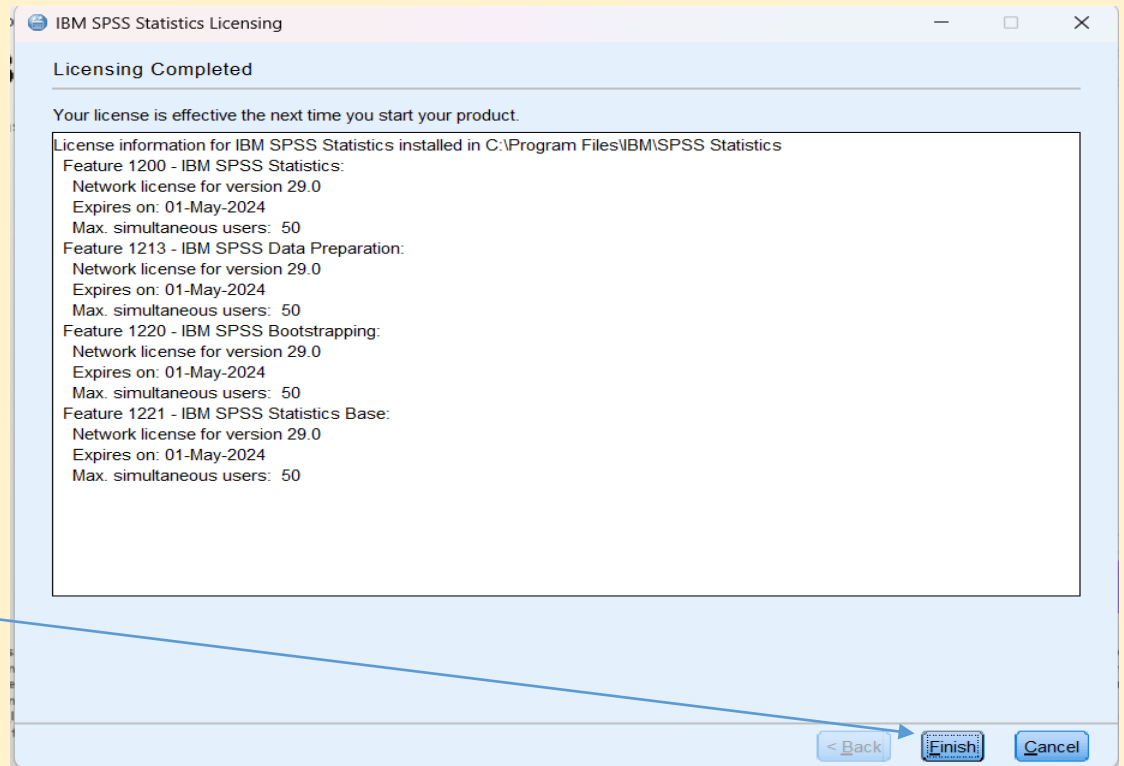 IBM SPSS Statistics Licensing
Licensing Completed
Your license is effective the next time you start your product.
License information for IBM SPSS Statistics installed in C:\Program Files\IBM\SPSS Statistics
Feature 1200 - IBM SPSS Statistics:
Network license for version 29.0
Expires on: 01-May-2024
Max. simultaneous users: 50
Feature 1213 - IBM SPSS Data Preparation:
Network license for version 29.0
Expires on: 01-May-2024
Max. simultaneous users: 50
Feature 1220 - IBM SPSS Bootstrapping:
Network license for version 29.0
Expires on: 01-May-2024
Max. simultaneous users: 50
Feature 1221 - IBM SPSS Statistics Base:
Network license for version 29.0
Expires on: 01-May-2024
Max. simultaneous users: 50
< Back Finish Cancel